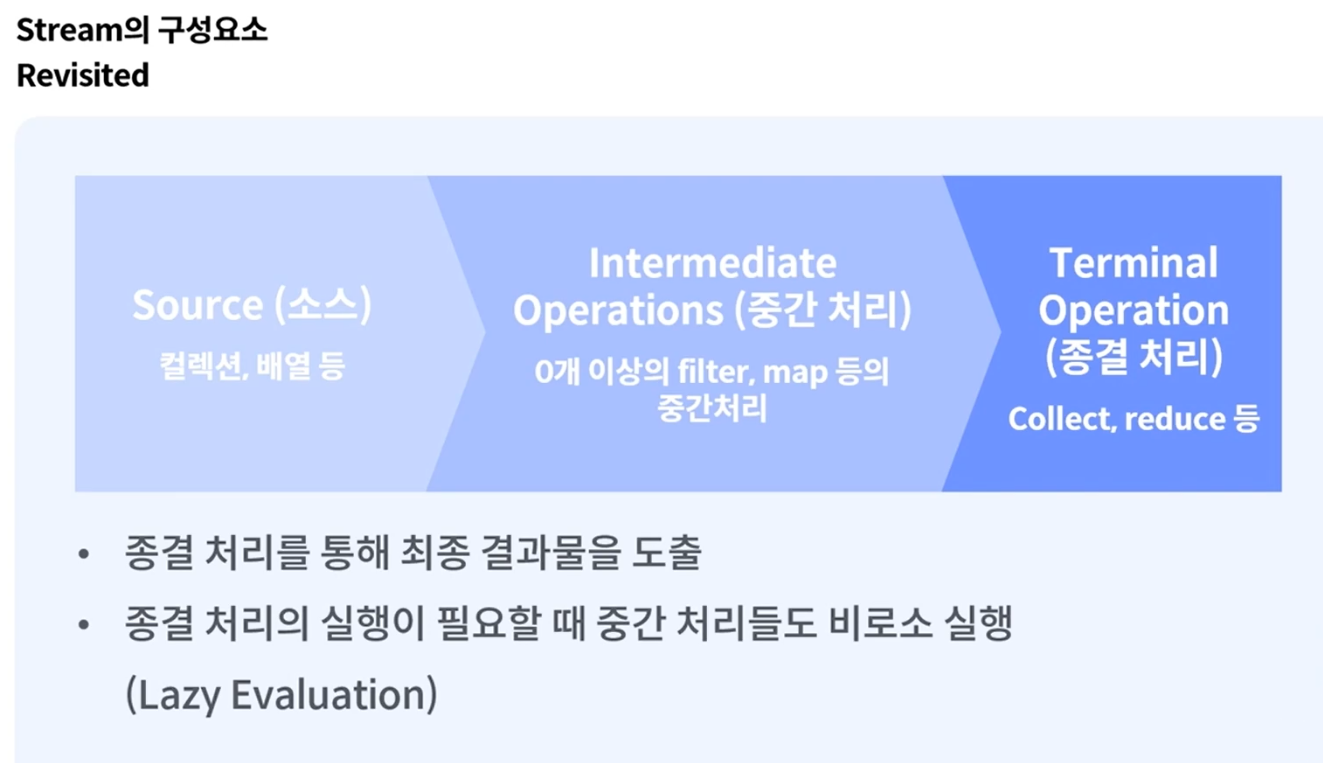 Stream의 구성요소
Revisited
Source (소스)
컬렉션, 배열 등
Intermediate
Operations (중간 처리)
0개 이상의 filter, map 등의
중간처리
Terminal
Operation
(종결 처리)
Collect, reduce 등
• 종결 처리를 통해 최종 결과물을 도출
• 종결 처리의 실행이 필요할 때 중간 처리들도 비로소 실행
(Lazy Evaluation)